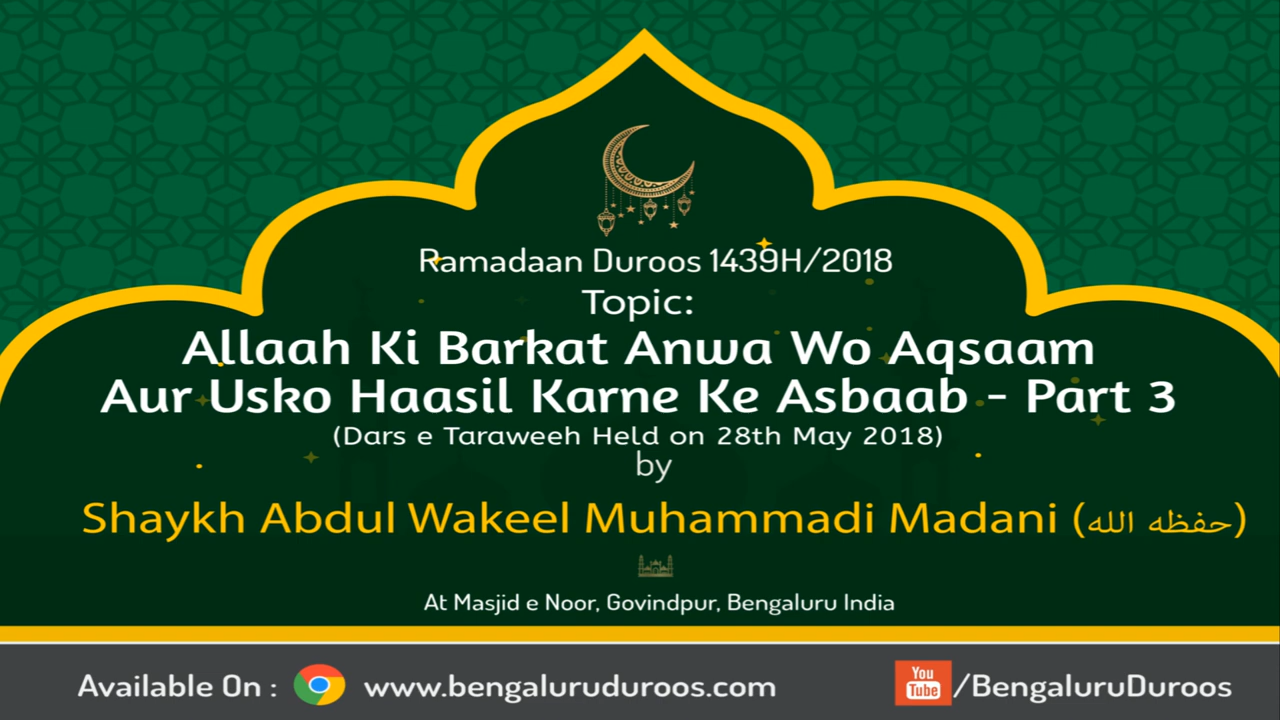 Ramadaan Duroos 1439H/2018
Topic:
Allaah Ki Barkat Anwa Wo Aqsaam
Aur Usko Haasil Karne Ke Asbaab - Part 3
(Dars e Taraweeh Held on 28th May 2018)
by
Shaykh Abdul Wakeel Muhammadi Madani (حفظه الله)
At Masjid e Noor, Govindpur, Bengaluru India
Available On : www.bengaluruduroos.com You Tube /BengaluruDuroos